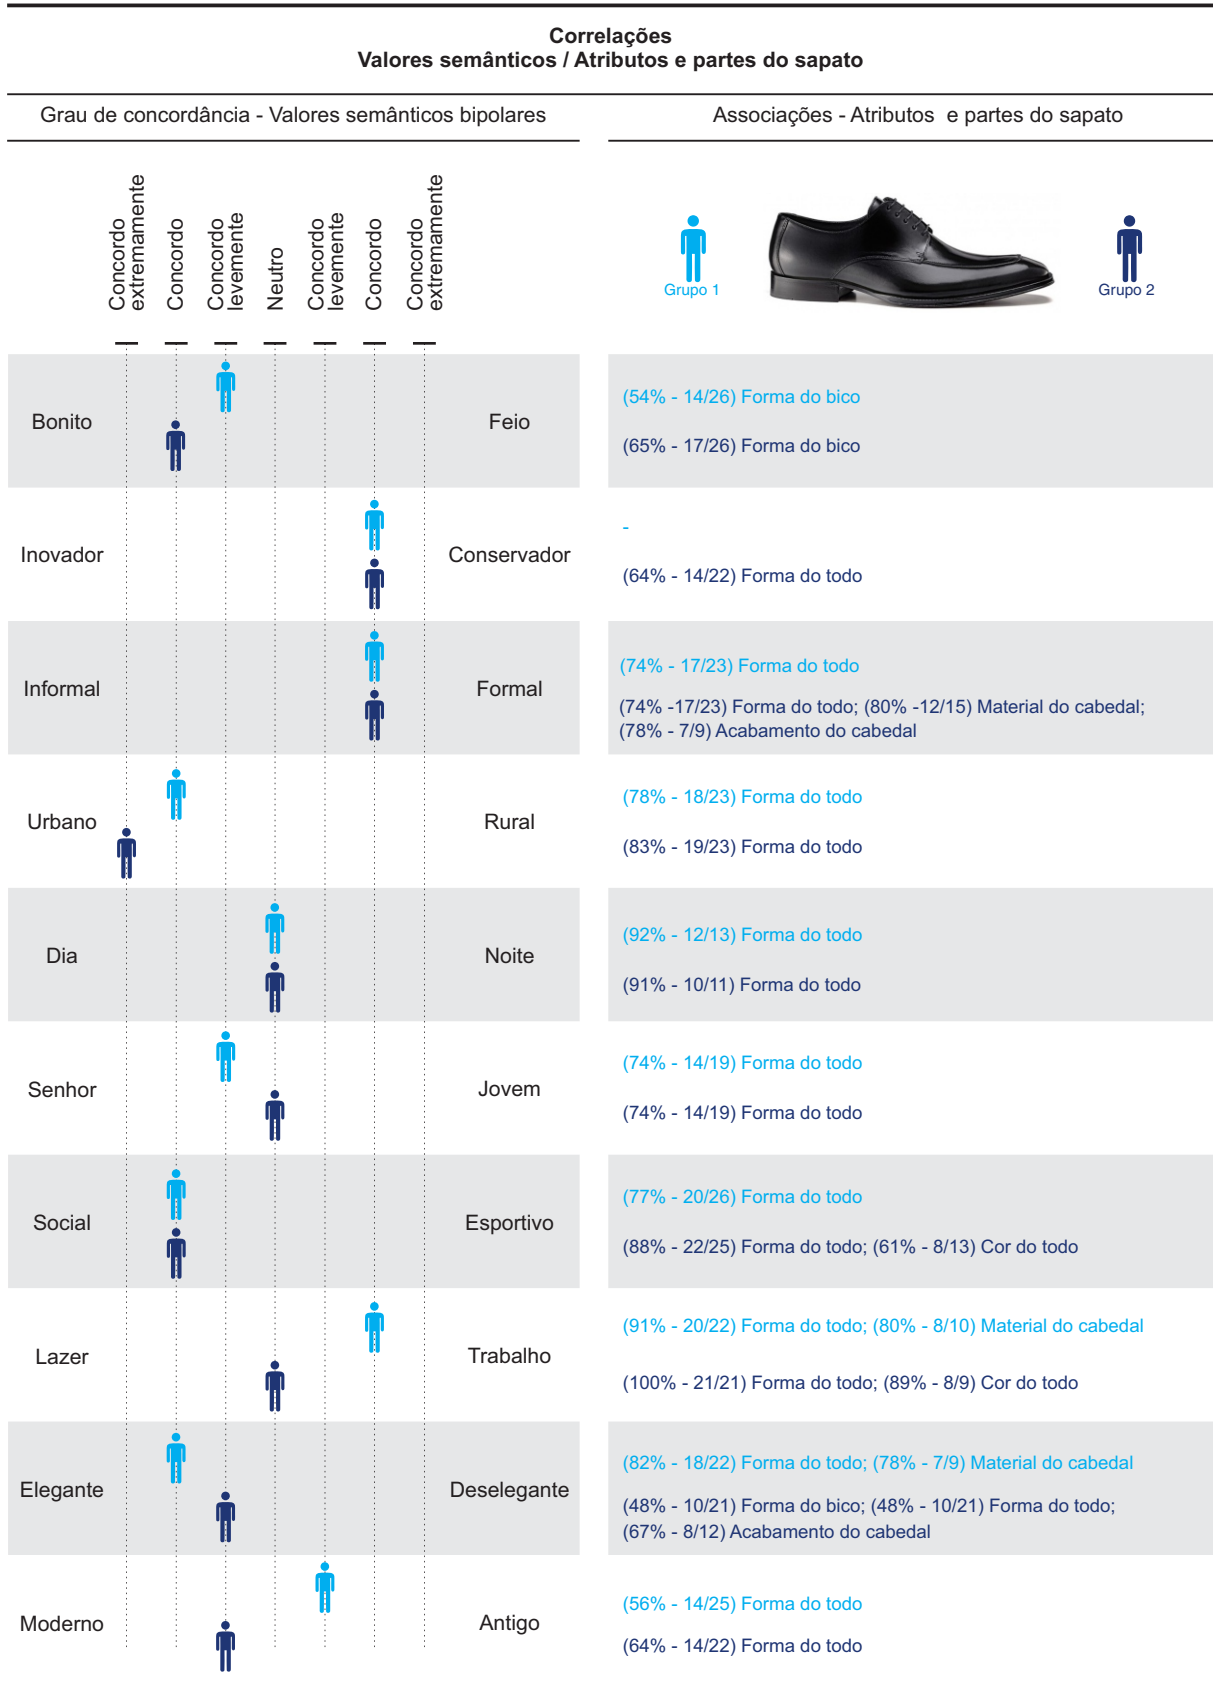 Correlações
Valores semânticos / Atributos e partes do sapato
Grau de concordância - Valores semânticos bipolares
Associações - Atributos e partes do sapato
Concordo
extremamente
Concordo
Concordo
levemente
Neutro
Concordo
levemente
Concordo
Concordo
extremamente
Grupo 1
Grupo 2
Bonito
Feio
(54% - 14/26) Forma do bico
(65% - 17/26) Forma do bico
Inovador
Conservador
-
(64% - 14/22) Forma do todo
Informal
Formal
(74% - 17/23) Forma do todo
(74% -17/23) Forma do todo; (80% -12/15) Material do cabedal;
(78% - 7/9) Acabamento do cabedal
Urbano
Rural
(78% - 18/23) Forma do todo
(83% - 19/23) Forma do todo
Dia
Noite
(92% - 12/13) Forma do todo
(91% - 10/11) Forma do todo
Senhor
Jovem
(74% - 14/19) Forma do todo
(74% - 14/19) Forma do todo
Social
Esportivo
(77% - 20/26) Forma do todo
(88% - 22/25) Forma do todo; (61% - 8/13) Cor do todo
Lazer
Trabalho
(91% - 20/22) Forma do todo; (80% - 8/10) Material do cabedal
(100% - 21/21) Forma do todo; (89% - 8/9) Cor do todo
Elegante
Deselegante
(82% - 18/22) Forma do todo; (78% - 7/9) Material do cabedal
(48% - 10/21) Forma do bico; (48% - 10/21) Forma do todo;
(67% - 8/12) Acabamento do cabedal
Moderno
Antigo
(56% - 14/25) Forma do todo
(64% - 14/22) Forma do todo